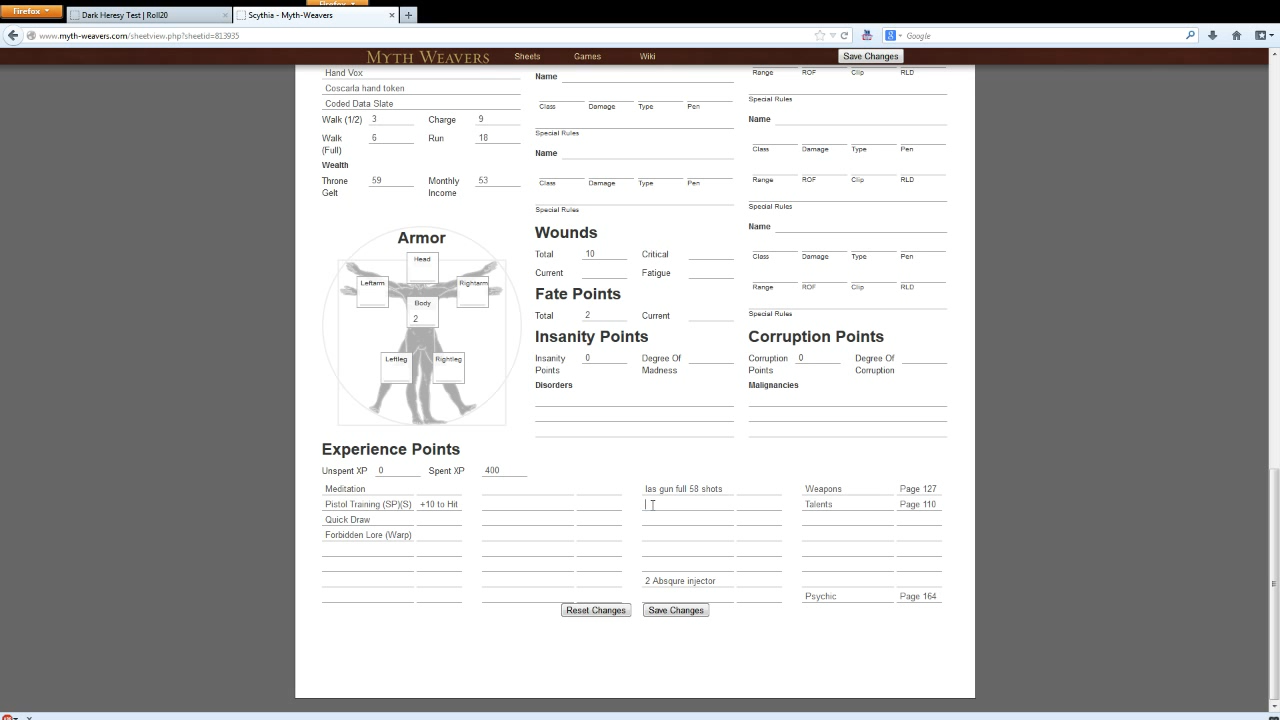 Firefox
Firefox
Dark Heresy Test | Roll20
Scythia - Myth-Weavers
www.myth-weavers.com/sheetview.php?sheetid=813935
Google
MYTH WEAVERS Sheets Games Wiki Save Changes
Hand Vox
Coscarla hand token
Coded Data Slate
Walk (1/2) 3 Charge 9
Walk (Full) 6 Run 18
Wealth
Throne Gelt 59 Monthly Income 53
Name
Class Damage Type Pen
Special Rules
Name
Class Damage Type Pen
Special Rules
Range ROF Clip RLD
Special Rules
Name
Class Damage Type Pen
Range ROF Clip RLD
Special Rules
Name
Class Damage Type Pen
Range ROF Clip RLD
Special Rules
Armor
Head
Leftarm
Rightarm
Body
2
Leftleg
Rightleg
Wounds
Total 10 Critical
Current Fatigue
Fate Points
Total 2 Current
Insanity Points
Insanity Points 0 Degree Of Madness
Disorders
Corruption Points
Corruption Points 0 Degree Of Corruption
Malignancies
Experience Points
Unspent XP 0 Spent XP 400
Meditation las gun full 58 shots Weapons Page 127
Pistol Training (SP)(S) +10 to Hit Talents Page 110
Quick Draw
Forbidden Lore (Warp)
2 Absqure injector
Psychic Page 164
Reset Changes Save Changes